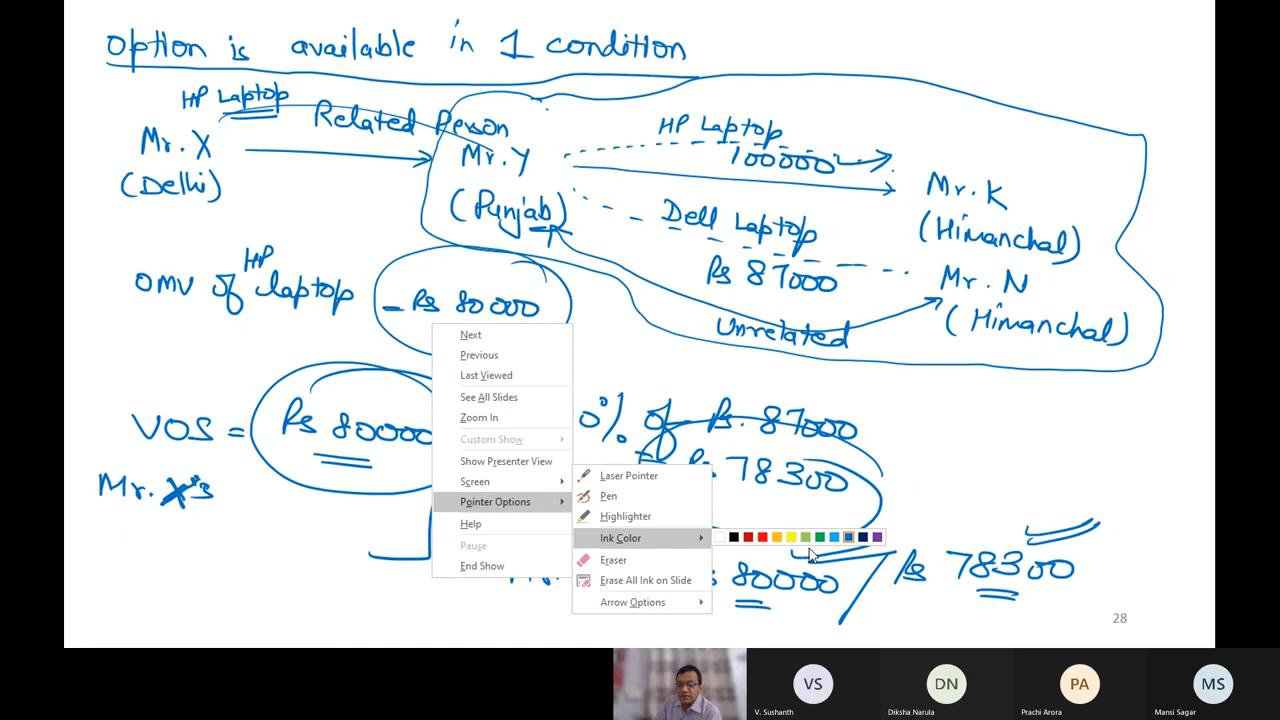 option is available in 1 condition
HP Laptop
Related Person
HP Laptop
Mr. X
Mr. Y
100000
(Delhi)
(Punjab)
Mr. K
(Himanchal)
Dell Laptop
Rs 87000
Mr. N
(Himanchal)
Unrelated
OMV of HP laptop - Rs 80000
VOS = Rs 80000
0% of Rs. 87000
Rs 78300
Mr. X's
Rs 80000 / Rs 78300
Next
Previous
Last Viewed
See All Slides
Zoom In
Custom Show
Show Presenter View
Screen
Pointer Options
Help
Pause
End Show
Laser Pointer
Pen
Highlighter
Ink Color
Eraser
Erase All Ink on Slide
Arrow Options
28
VS
DN
PA
MS
V. Sushanth
Diksha Narula
Prachi Arora
Mansi Sagar